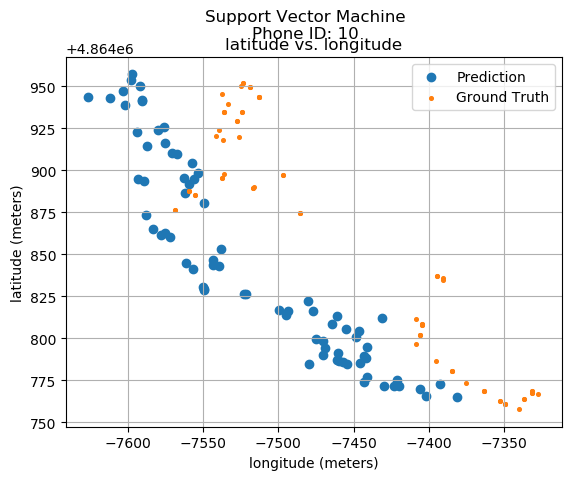 Support Vector Machine
Phone ID: 10
latitude vs. longitude
+4.864e6
Prediction
Ground Truth
950
925
900
875
850
825
800
775
750
latitude (meters)
−7600
−7550
−7500
−7450
−7400
−7350
longitude (meters)